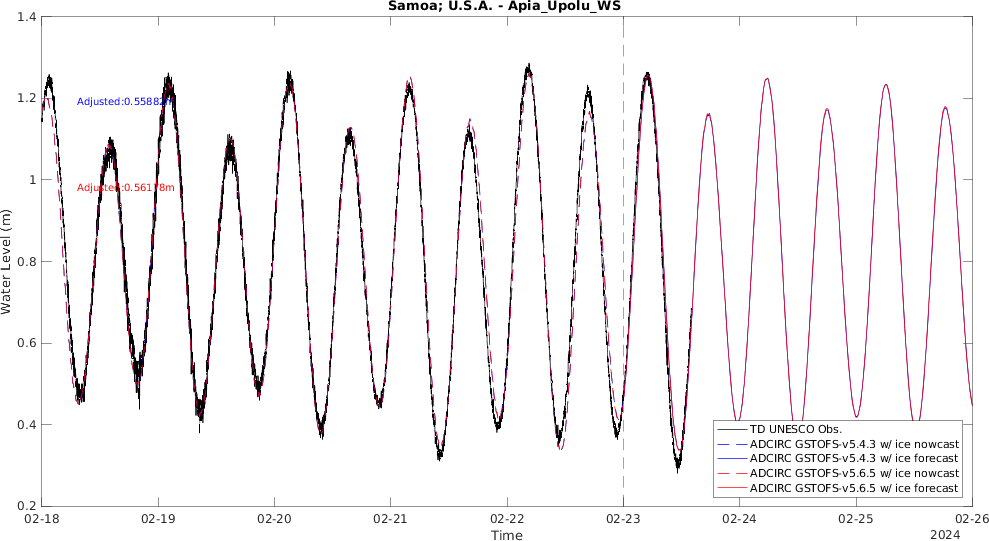 Samoa; U.S.A. - Apia_Upolu_WS
1.4
1.2
1
0.8
0.6
0.4
0.2
Water Level (m)
Adjusted:0.55882m
Adjusted:0.56178m
TD UNESCO Obs.
ADCIRC GSTOFS-v5.4.3 w/ ice nowcast
ADCIRC GSTOFS-v5.4.3 w/ ice forecast
ADCIRC GSTOFS-v5.6.5 w/ ice nowcast
ADCIRC GSTOFS-v5.6.5 w/ ice forecast
02-18 02-19 02-20 02-21 02-22 02-23 02-24 02-25 02-26
Time
2024